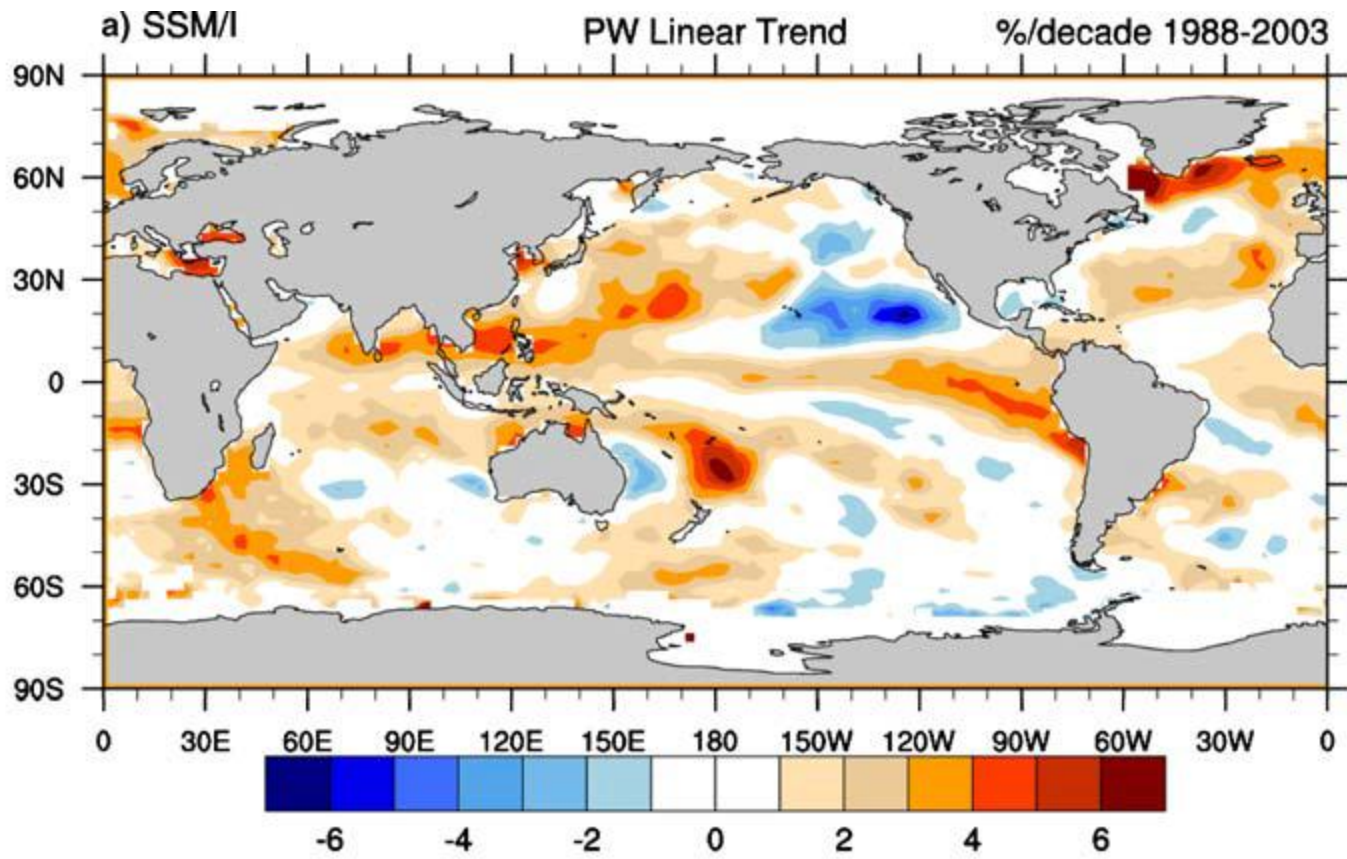 a) SSM/I PW Linear Trend %/decade 1988-2003
90N
60N
30N
0
30S
60S
90S
0 30E 60E 90E 120E 150E 180 150W 120W 90W 60W 30W 0
-6 -4 -2 0 2 4 6